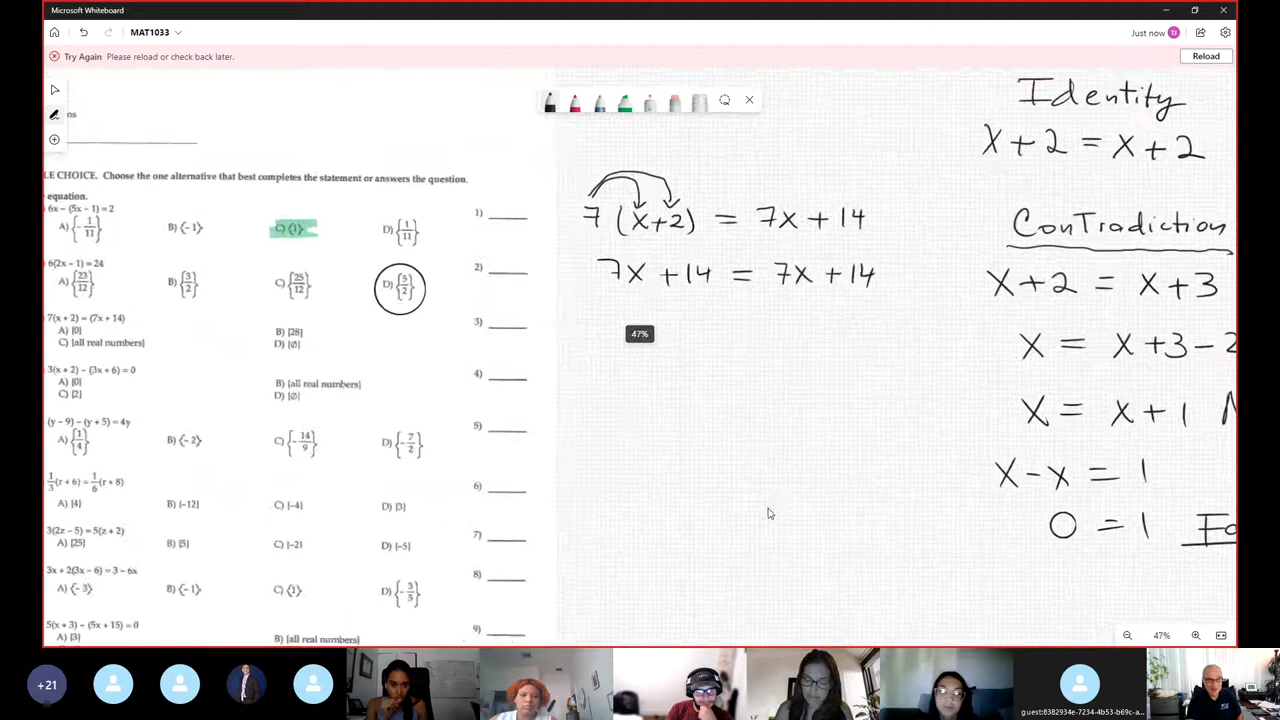 Microsoft Whiteboard
MAT1033
Just now TJ
Try Again Please reload or check back later.
Reload
ns
LE CHOICE. Choose the one alternative that best completes the statement or answers the question.
equation.
6x − (5x − 1) = 2
1)
A) {-1/11}
B) {-1}
C) {1}
D) {1/11}
6(2x − 1) = 24
2)
A) {23/12}
B) {3/2}
C) {25/12}
D) {5/2}
7(x + 2) = (7x + 14)
3)
A) {0}
B) {28}
C) {all real numbers}
D) {∅}
3(x + 2) − (3x + 6) = 0
4)
A) {0}
B) {all real numbers}
C) {2}
D) {∅}
(y − 9) − (y + 5) = 4y
5)
A) {1/4}
B) {-2}
C) {-14/9}
D) {-7/2}
1/3(r + 6) = 1/6(r + 8)
6)
A) {4}
B) {-12}
C) {-4}
D) {3}
3(2z − 5) = 5(z + 2)
7)
A) {25}
B) {5}
C) {-2}
D) {-5}
3x + 2(3x − 6) = 3 − 6x
8)
A) {-3}
B) {-1}
C) {1}
D) {-3/5}
5(x + 3) − (5x + 15) = 0
9)
A) {3}
B) {all real numbers}
7 (x+2) = 7x + 14
7x + 14 = 7x + 14
47%
Identity
x + 2 = x + 2
ConTradiction
x + 2 = x + 3
x = x + 3 − 2
x = x + 1
x − x = 1
0 = 1
47%
+21
guest:8382934e-7234-4b53-b69c-a...